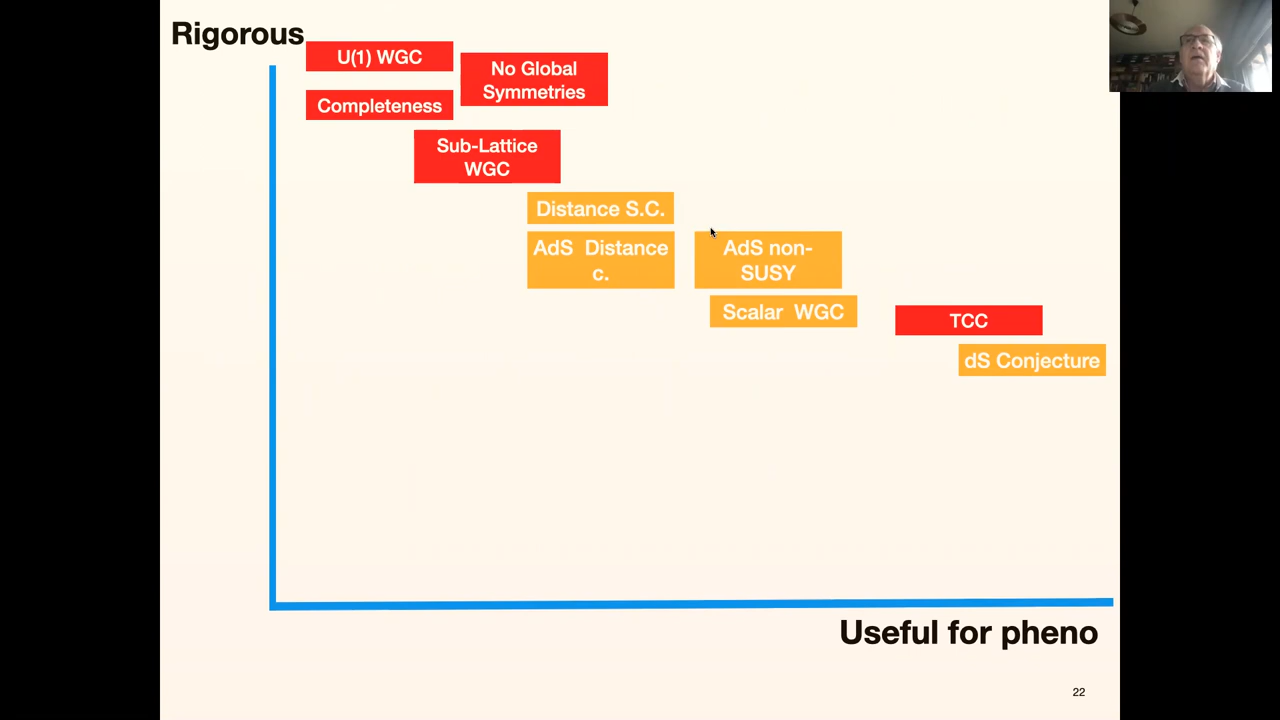 Rigorous
U(1) WGC
No Global
Symmetries
Completeness
Sub-Lattice
WGC
Distance S.C.
AdS Distance
c.
AdS non-
SUSY
Scalar WGC
TCC
dS Conjecture
Useful for pheno
22